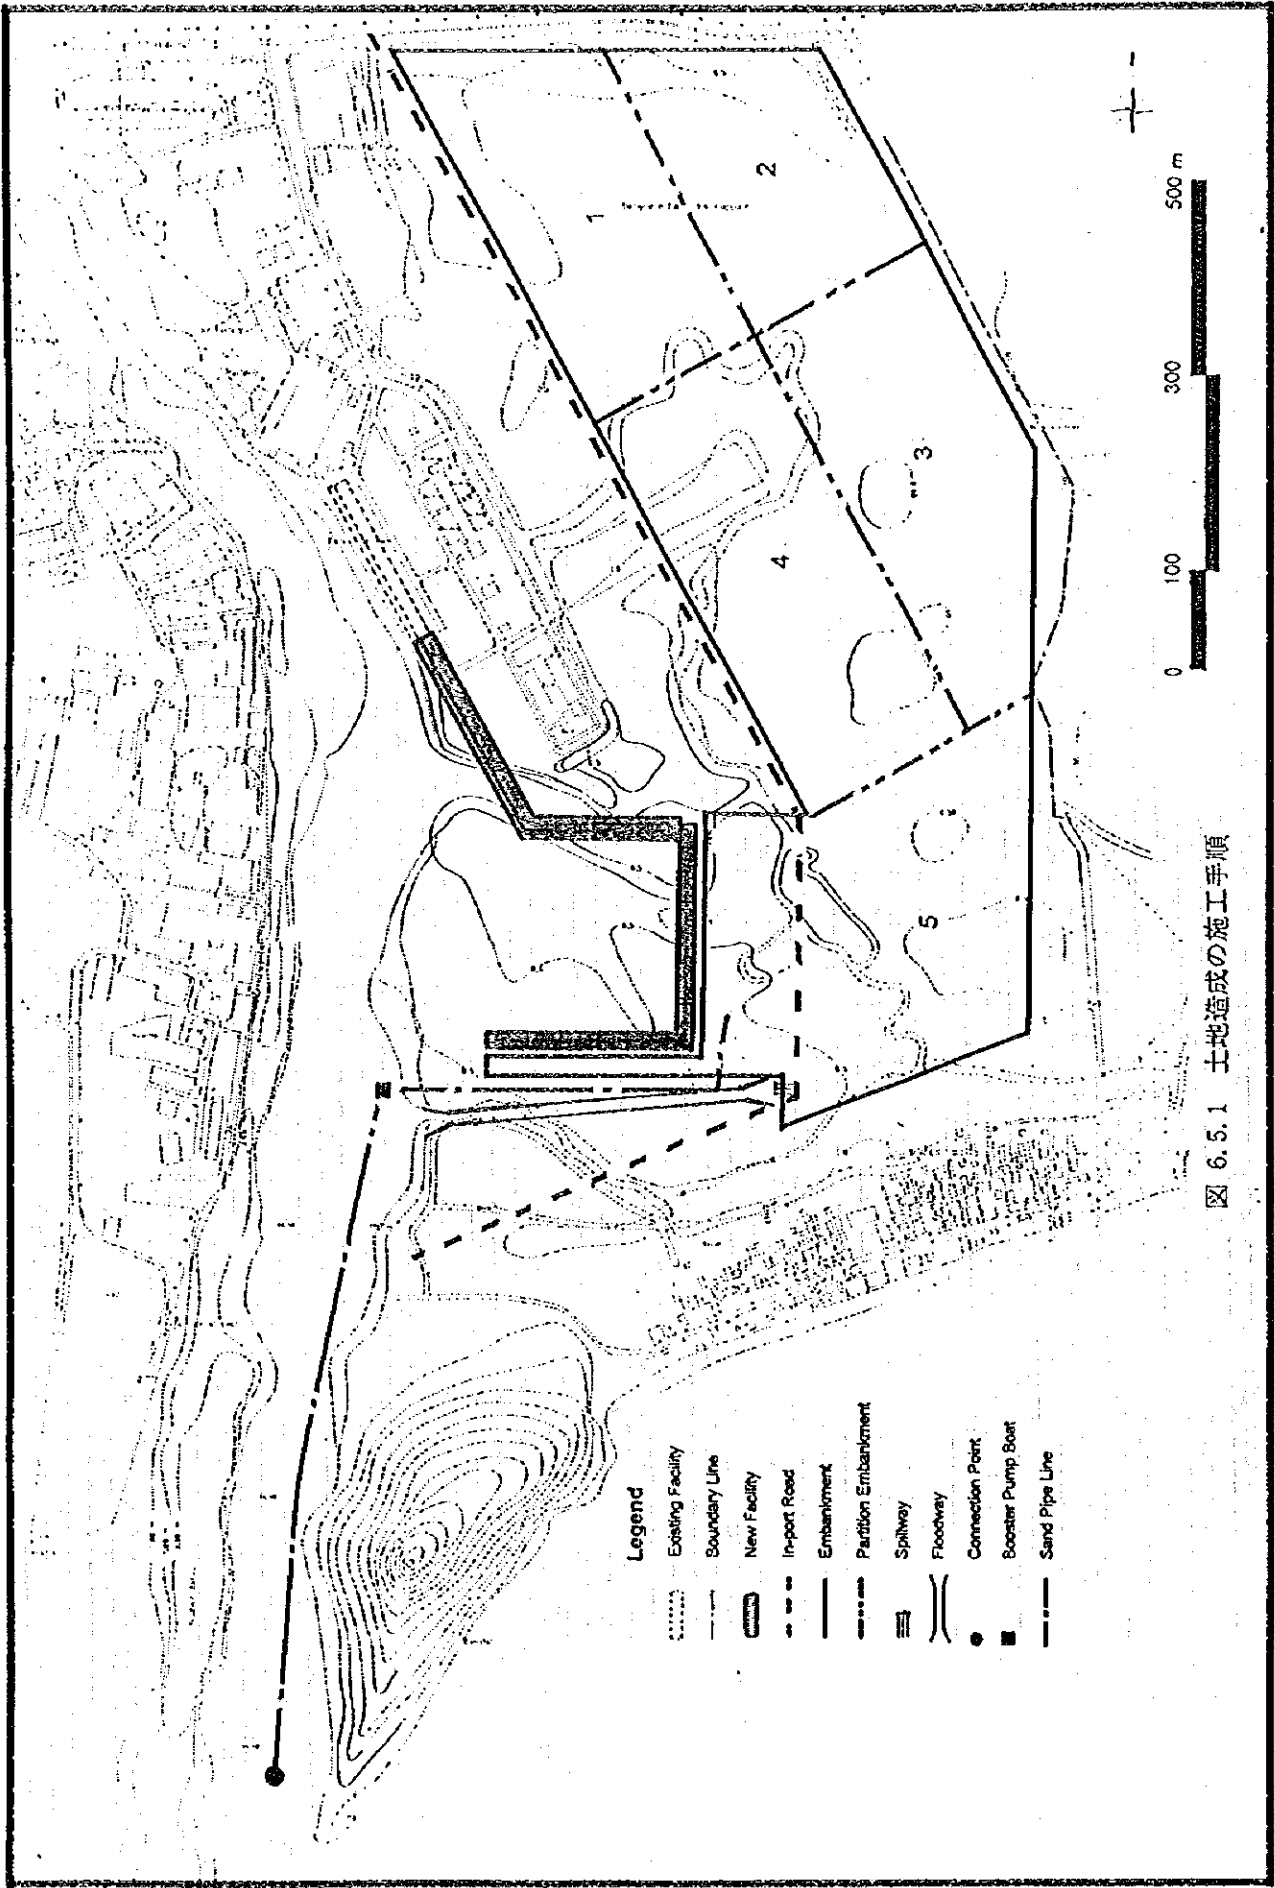 1
2
3
4
5
Legend
Existing Facility
Boundary Line
New Facility
In-port Road
Embankment
Partition Embankment
Spillway
Floodway
Connection Point
Booster Pump Boat
Sand Pipe Line
0 100 300 500 m
図 6.5.1 土地造成の施工手順